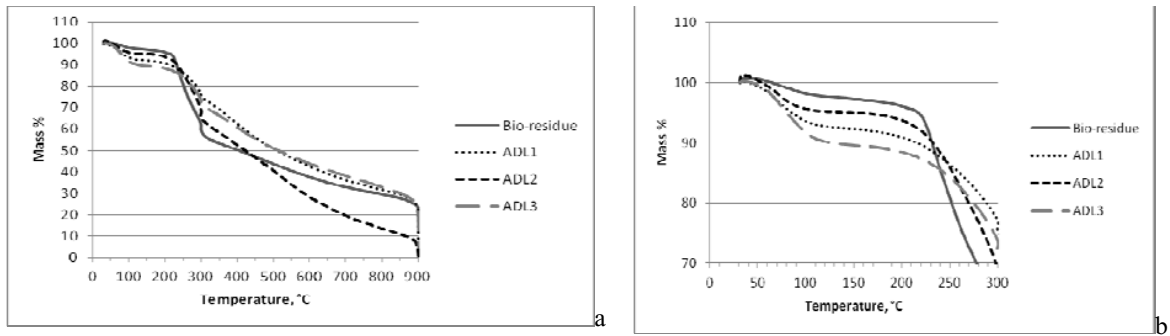 110
100
90
80
70
60
50
40
30
20
10
0
Mass %
0 100 200 300 400 500 600 700 800 900
Temperature, ˚C
Bio-residue
ADL1
ADL2
ADL3
a
110
100
90
80
70
Mass %
0 50 100 150 200 250 300
Temperature, ˚C
Bio-residue
ADL1
ADL2
ADL3
b